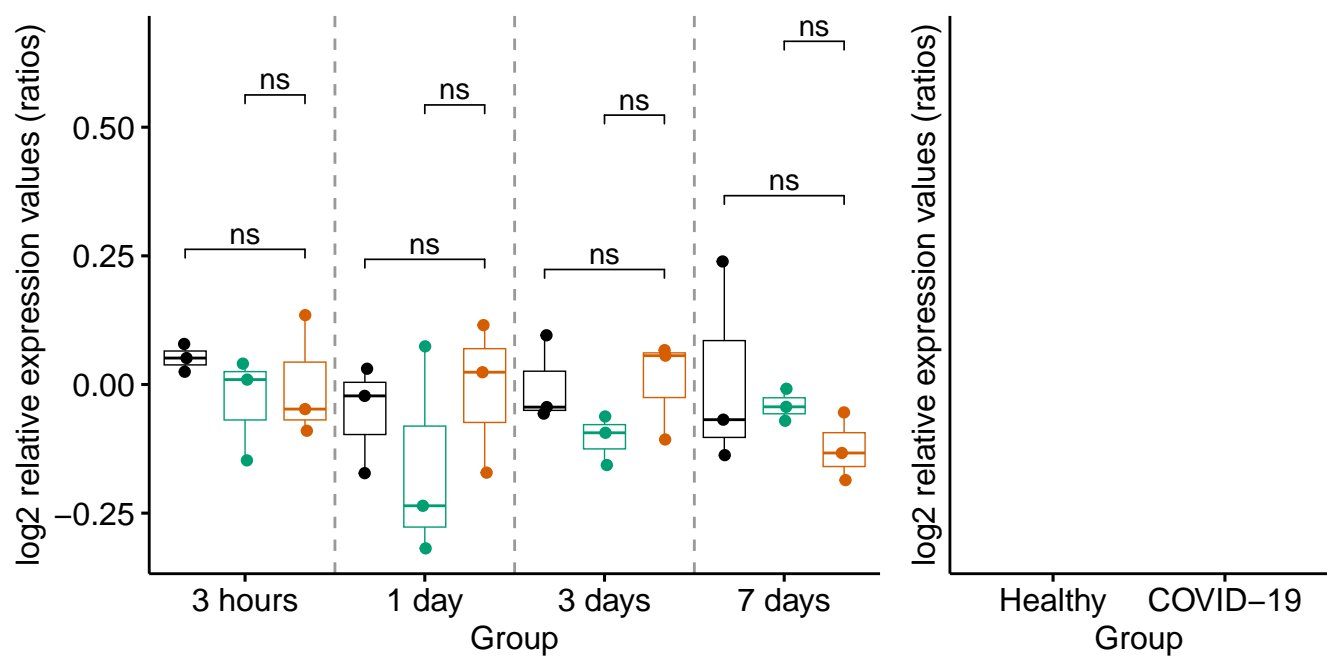 log2 relative expression values (ratios)
0.50
0.25
0.00
−0.25
ns
ns
ns
ns
ns
ns
ns
ns
3 hours
1 day
3 days
7 days
Group
log2 relative expression values (ratios)
Healthy
COVID−19
Group